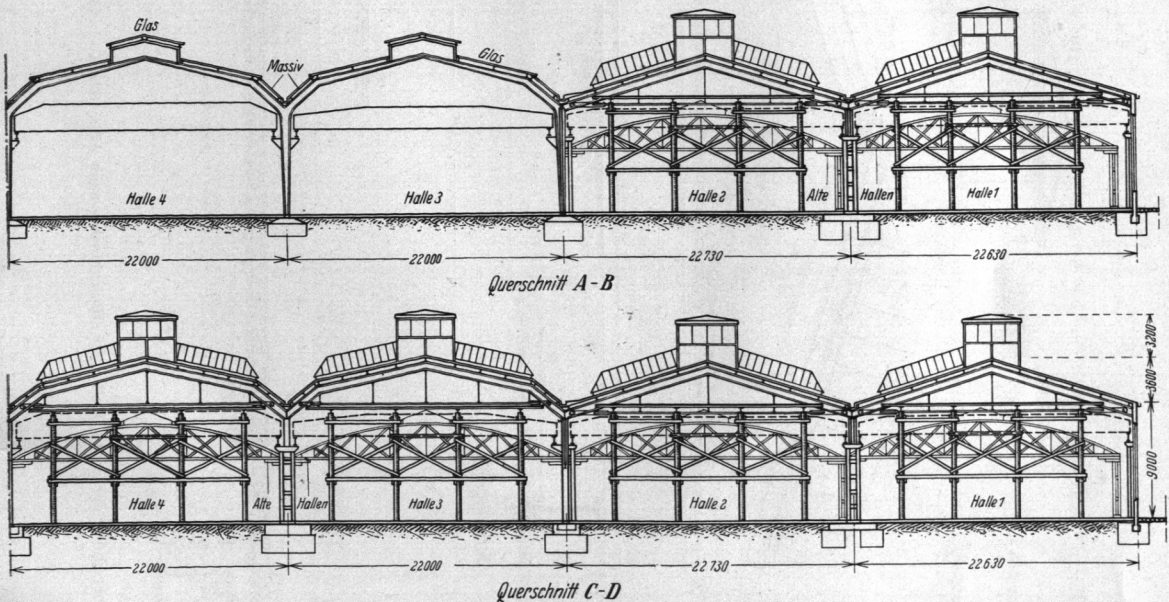 Glas
Massiv
Glas
Halle 4
Halle 3
Halle 2
Alte
Hallen
Halle 1
22000
22000
22730
22630
Querschnitt A-B
3200
3600
9000
Halle 4
Alte
Hallen
Halle 3
Halle 2
Halle 1
22000
22000
22730
22630
Querschnitt C-D